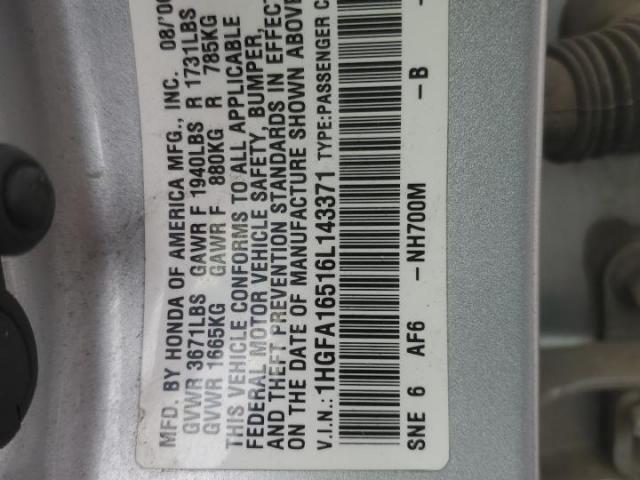 MFD. BY HONDA OF AMERICA MFG., INC. 08/'0
GVWR 3671LBS GAWR F 1940LBS R 1731LBS
GVWR 1665KG GAWR F 880KG R 785KG
THIS VEHICLE CONFORMS TO ALL APPLICABLE
FEDERAL MOTOR VEHICLE SAFETY, BUMPER,
AND THEFT PREVENTION STANDARDS IN EFFECT
ON THE DATE OF MANUFACTURE SHOWN ABOVE
V.I.N.: 1HGFA16516L143371 TYPE:PASSENGER C
SNE 6 AF6 -NH700M -B -